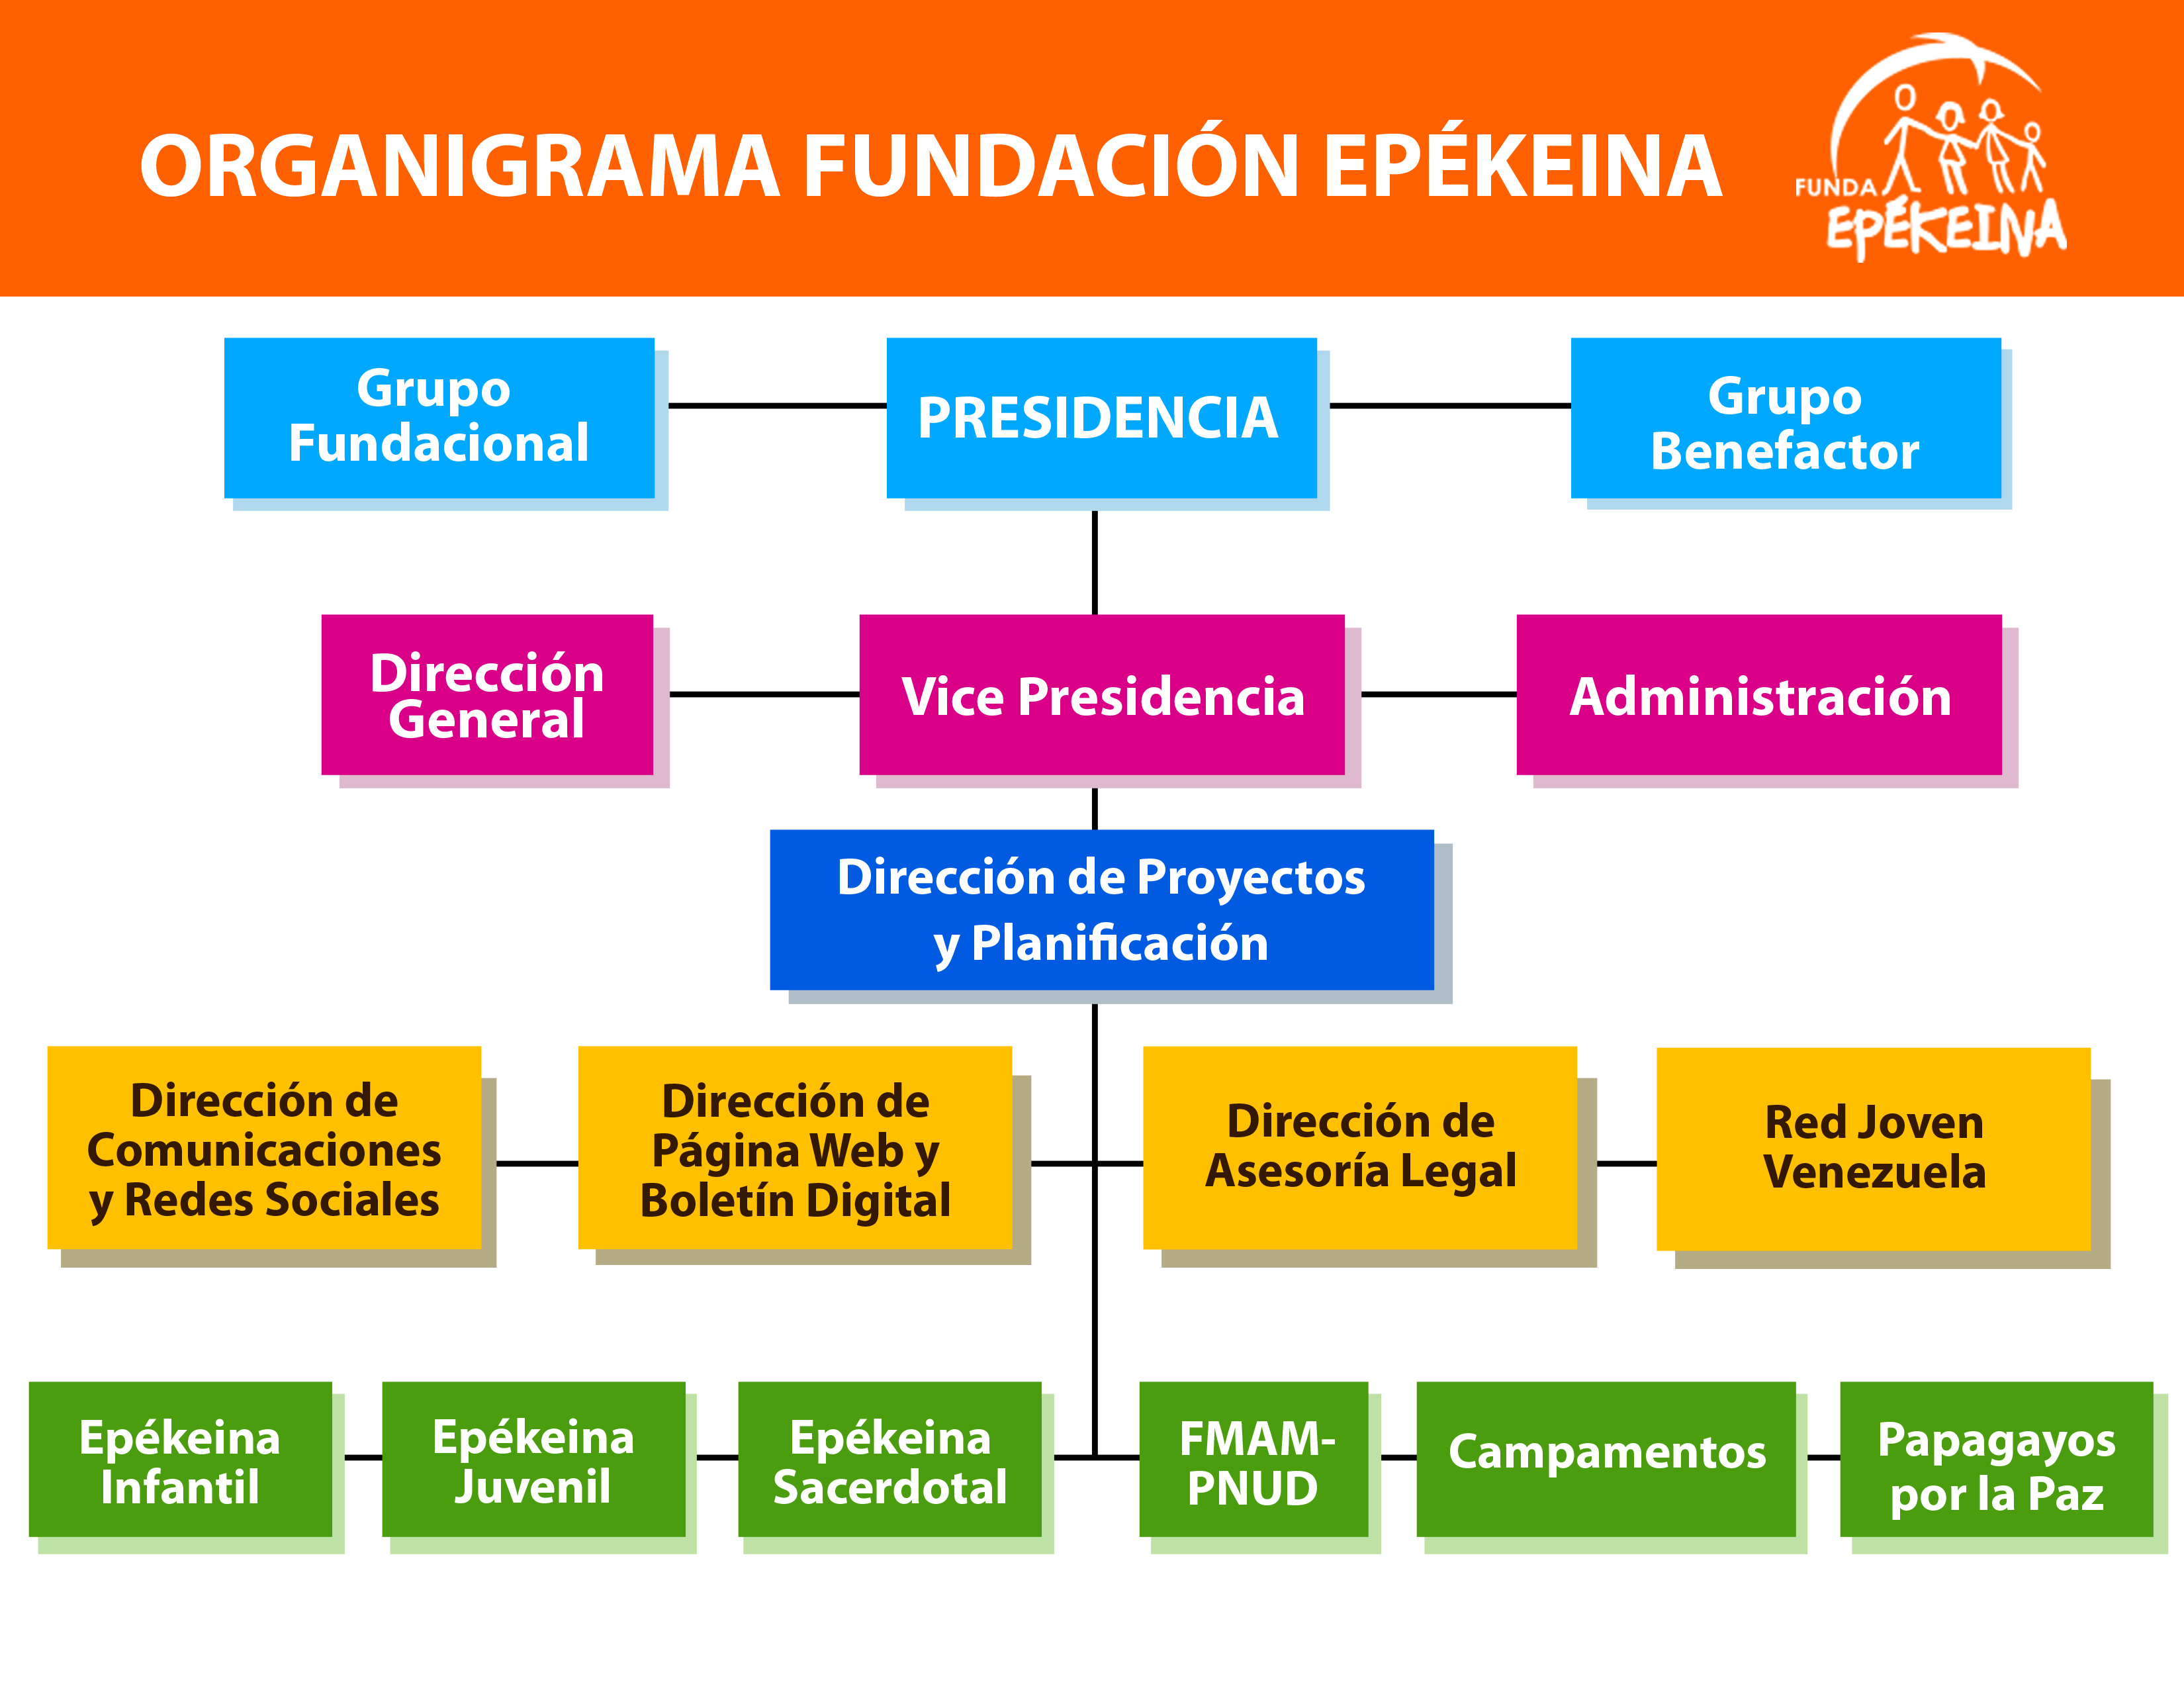 ORGANIGRAMA FUNDACIÓN EPÉKEINA
FUNDA
EPÉKEINA
Grupo
Fundacional
PRESIDENCIA
Grupo
Benefactor
Dirección
General
Vice Presidencia
Administración
Dirección de Proyectos
y Planificación
Dirección de
Comunicaciones
y Redes Sociales
Dirección de
Página Web y
Boletín Digital
Dirección de
Asesoría Legal
Red Joven
Venezuela
Epékeina
Infantil
Epékeina
Juvenil
Epékeina
Sacerdotal
FMAM-
PNUD
Campamentos
Papagayos
por la Paz